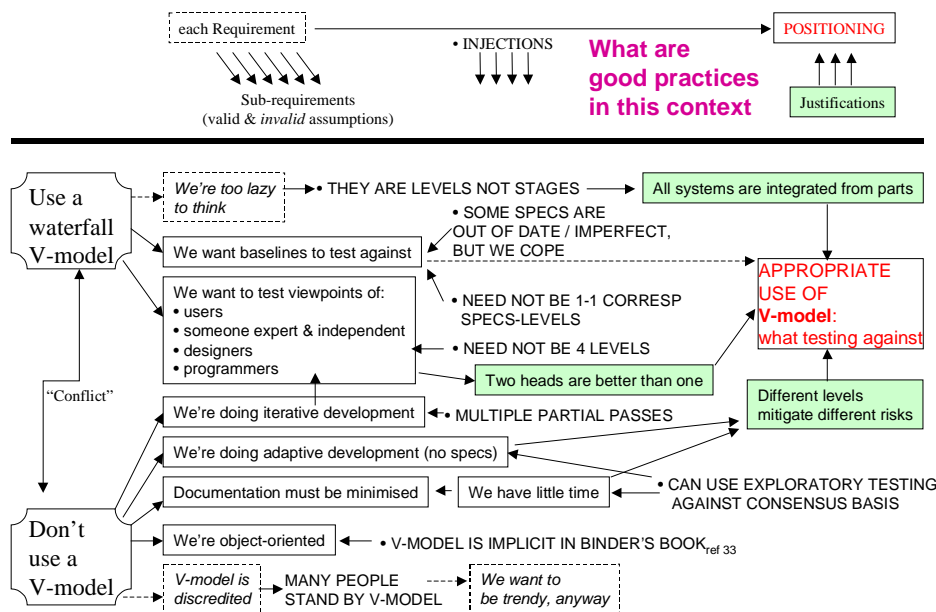 each Requirement
POSITIONING
• INJECTIONS
What are
good practices
in this context
Sub-requirements
(valid & invalid assumptions)
Justifications
Use a
waterfall
V-model
We're too lazy
to think
• THEY ARE LEVELS NOT STAGES
All systems are integrated from parts
• SOME SPECS ARE
OUT OF DATE / IMPERFECT,
BUT WE COPE
We want baselines to test against
APPROPRIATE
USE OF
V-model:
what testing against
We want to test viewpoints of:
• users
• someone expert & independent
• designers
• programmers
• NEED NOT BE 1-1 CORRESP
SPECS-LEVELS
• NEED NOT BE 4 LEVELS
Two heads are better than one
Different levels
mitigate different risks
"Conflict"
We're doing iterative development
• MULTIPLE PARTIAL PASSES
We're doing adaptive development (no specs)
Documentation must be minimised
We have little time
• CAN USE EXPLORATORY TESTING
AGAINST CONSENSUS BASIS
Don't
use a
V-model
We're object-oriented
• V-MODEL IS IMPLICIT IN BINDER'S BOOK ref 33
V-model is
discredited
MANY PEOPLE
STAND BY V-MODEL
We want to
be trendy, anyway